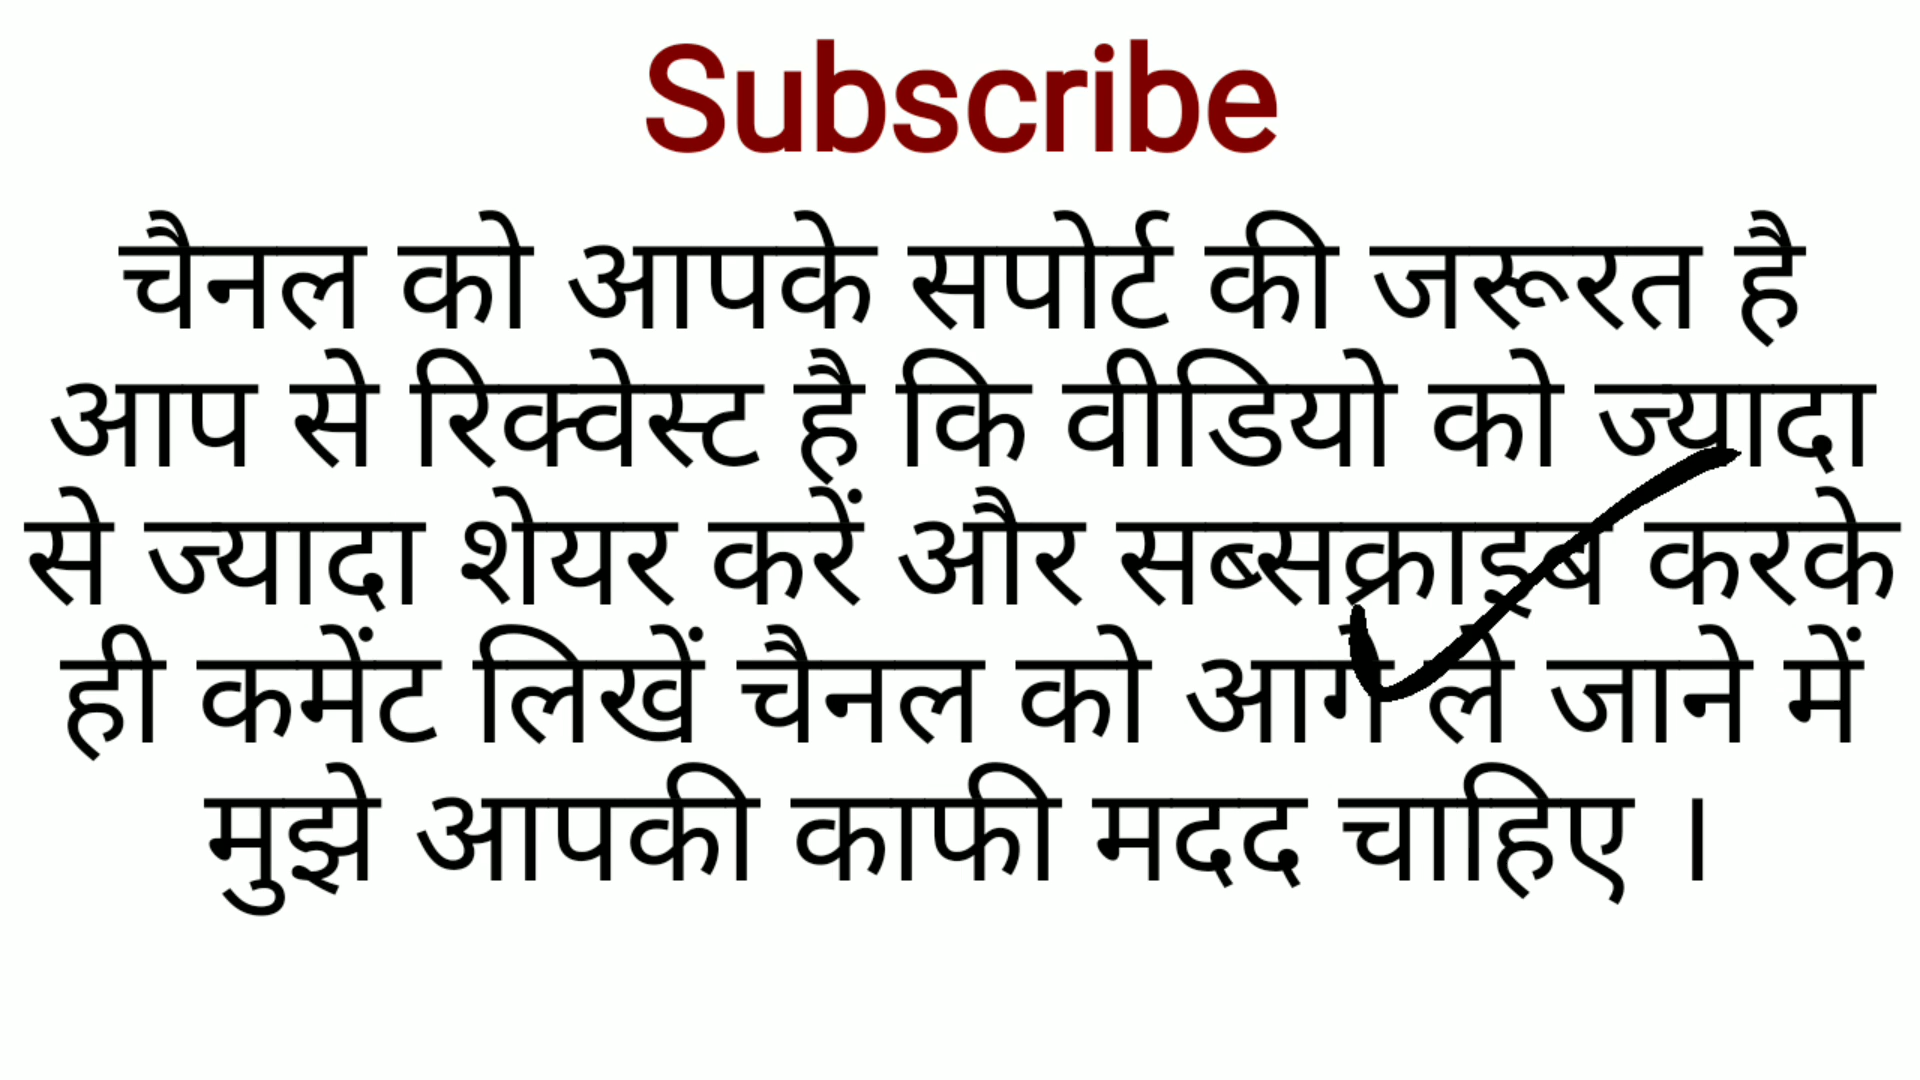 Subscribe
चैनल को आपके सपोर्ट की जरूरत है
आप से रिक्वेस्ट है कि वीडियो को ज्यादा
से ज्यादा शेयर करें और सब्सक्राइब करके
ही कमेंट लिखें चैनल को आगे ले जाने में
मुझे आपकी काफी मदद चाहिए ।